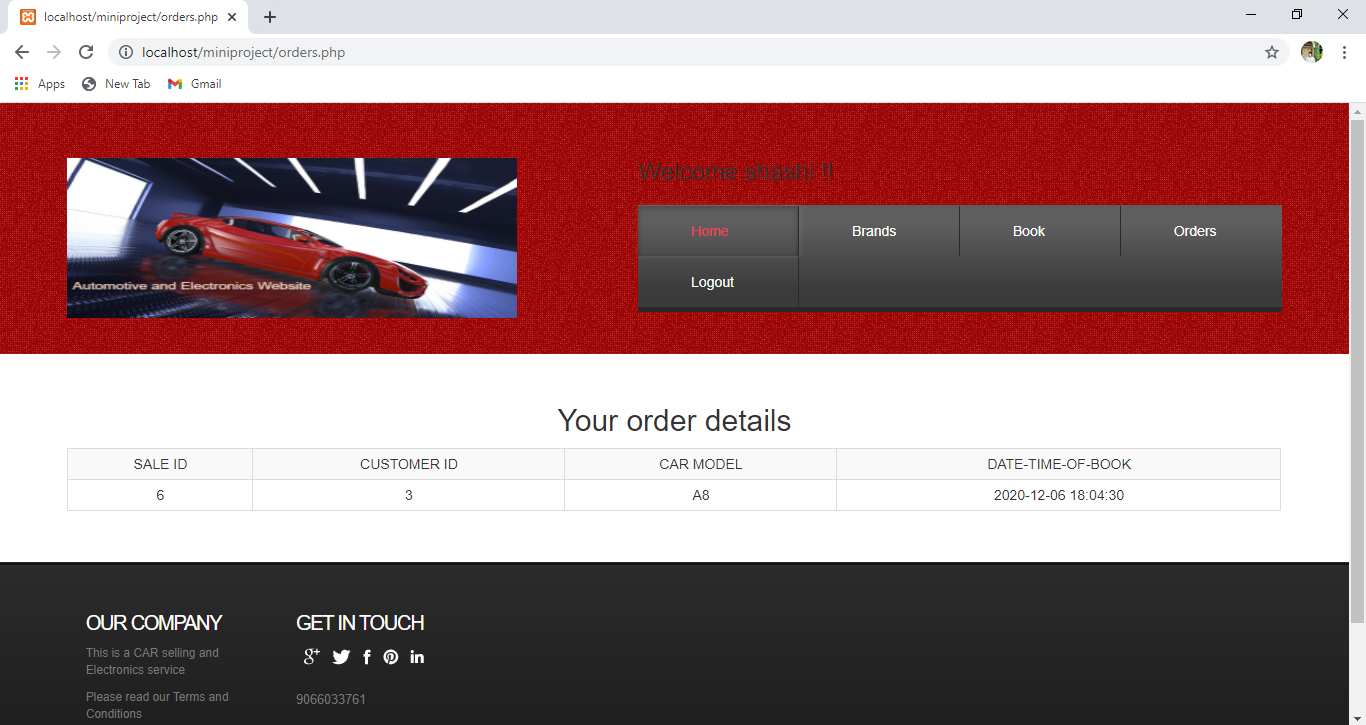 localhost/miniproject/orders.php
localhost/miniproject/orders.php
Apps New Tab Gmail
Welcome shashi !!
Home Brands Book Orders
Logout
Automotive and Electronics Website
Your order details
SALE ID CUSTOMER ID CAR MODEL DATE-TIME-OF-BOOK
6 3 A8 2020-12-06 18:04:30
OUR COMPANY
This is a CAR selling and
Electronics service
Please read our Terms and
Conditions
GET IN TOUCH
9066033761